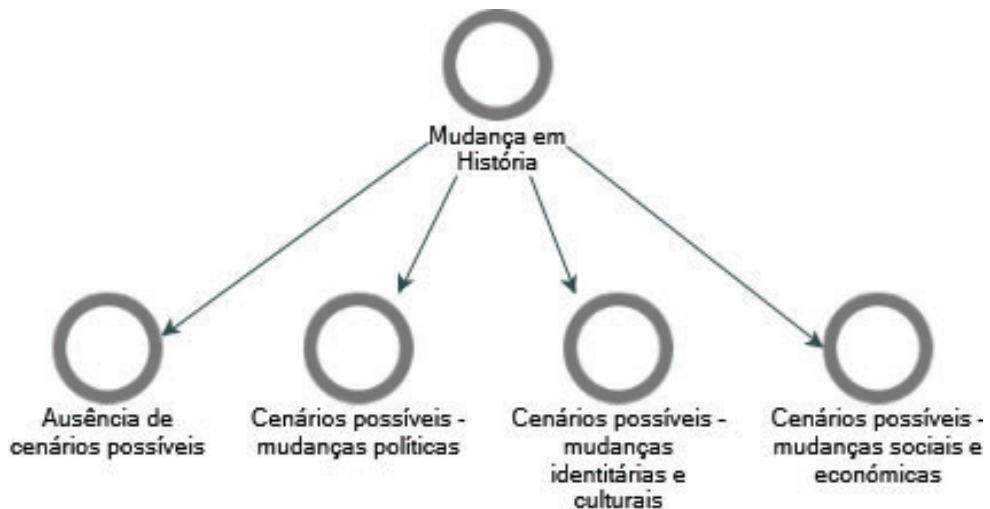 Mudança em
História
Ausência de
cenários possíveis
Cenários possíveis -
mudanças políticas
Cenários possíveis -
mudanças
identitárias e
culturais
Cenários possíveis -
mudanças sociais e
económicas